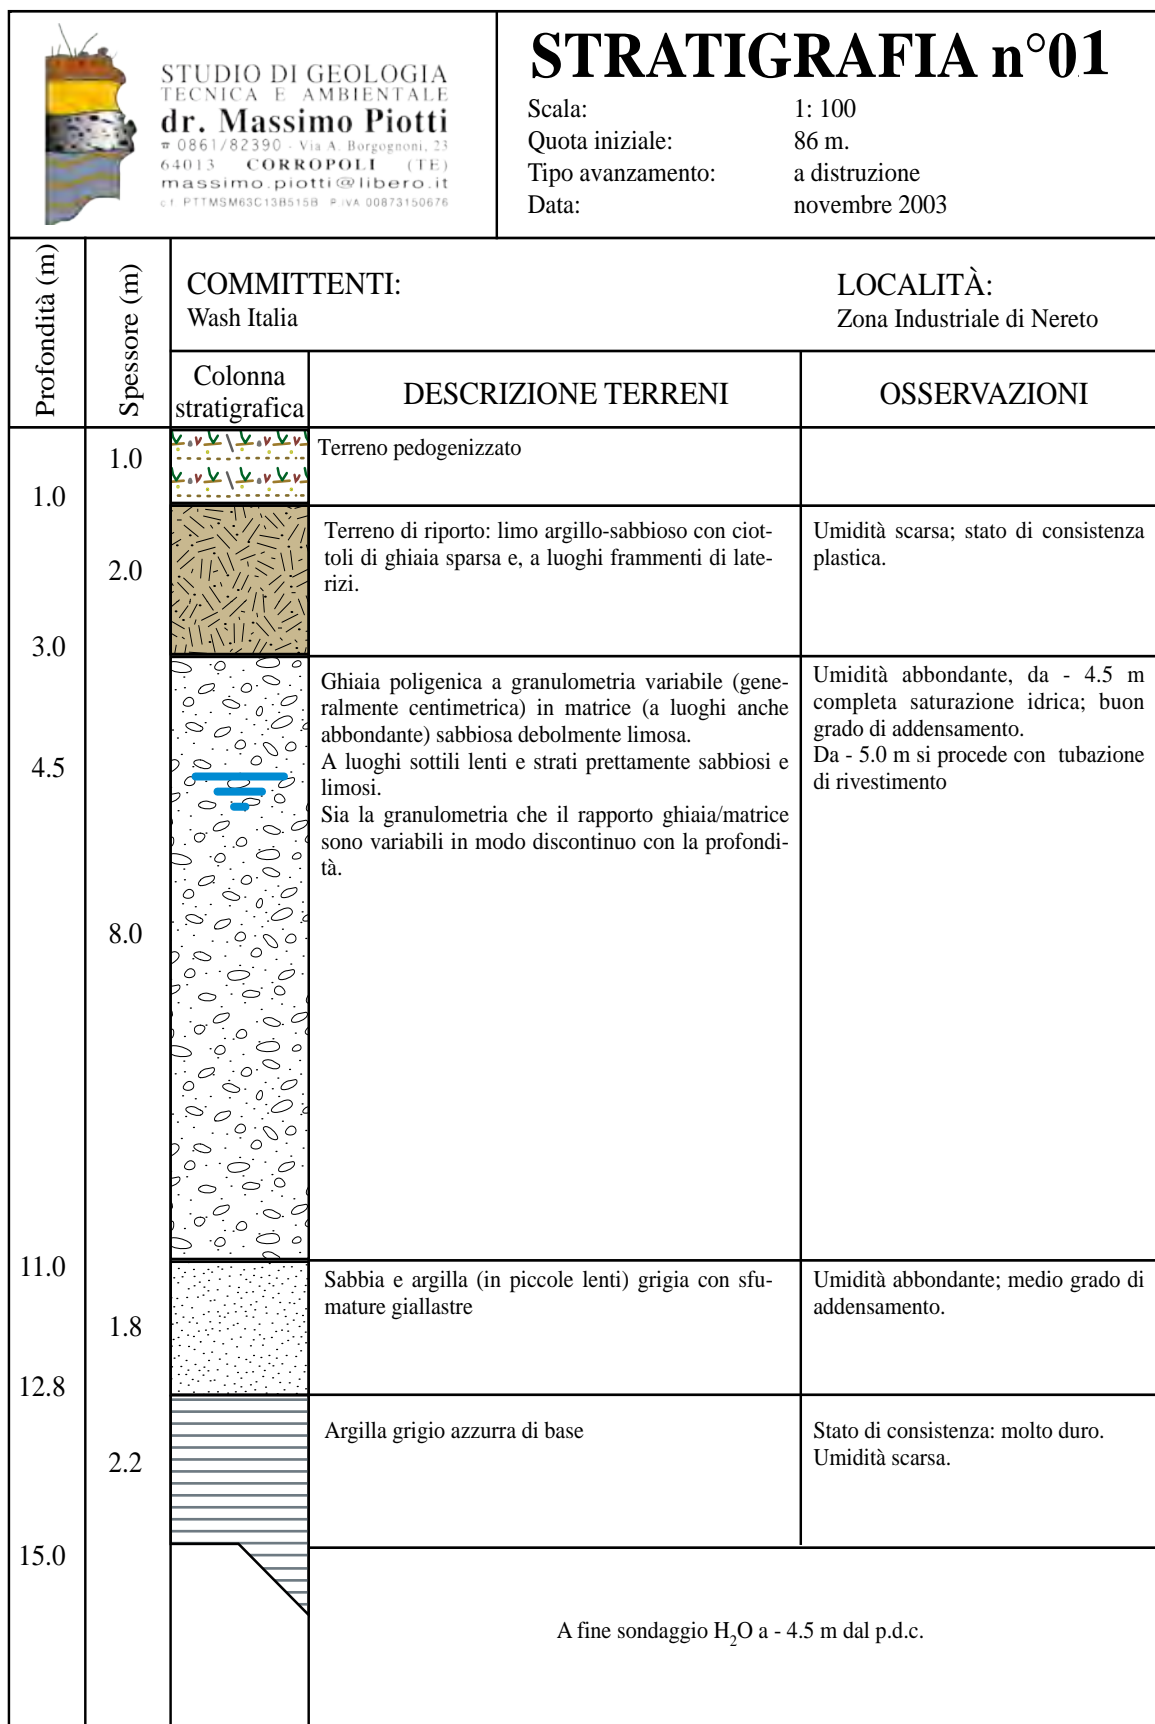 STUDIO DI GEOLOGIA
TECNICA E AMBIENTALE
dr. Massimo Piotti
☎ 0861/82390 - Via A. Borgognoni, 23
64013 CORROPOLI (TE)
massimo.piotti@libero.it
c.f. PTTMSM63C13B515B P.IVA 00873150676
STRATIGRAFIA n°01
Scala: 1: 100
Quota iniziale: 86 m.
Tipo avanzamento: a distruzione
Data: novembre 2003
Profondità (m)
Spessore (m)
COMMITTENTI:
Wash Italia
LOCALITÀ:
Zona Industriale di Nereto
Colonna
stratigrafica
DESCRIZIONE TERRENI
OSSERVAZIONI
1.0
Terreno pedogenizzato
1.0
2.0
Terreno di riporto: limo argillo-sabbioso con ciot-
toli di ghiaia sparsa e, a luoghi frammenti di late-
rizi.
Umidità scarsa; stato di consistenza
plastica.
3.0
Ghiaia poligenica a granulometria variabile (gene-
ralmente centimetrica) in matrice (a luoghi anche
abbondante) sabbiosa debolmente limosa.
A luoghi sottili lenti e strati prettamente sabbiosi e
limosi.
Sia la granulometria che il rapporto ghiaia/matrice
sono variabili in modo discontinuo con la profondi-
tà.
Umidità abbondante, da - 4.5 m
completa saturazione idrica; buon
grado di addensamento.
Da - 5.0 m si procede con tubazione
di rivestimento
4.5
8.0
11.0
1.8
Sabbia e argilla (in piccole lenti) grigia con sfu-
mature giallastre
Umidità abbondante; medio grado di
addensamento.
12.8
2.2
Argilla grigio azzurra di base
Stato di consistenza: molto duro.
Umidità scarsa.
15.0
A fine sondaggio H₂O a - 4.5 m dal p.d.c.